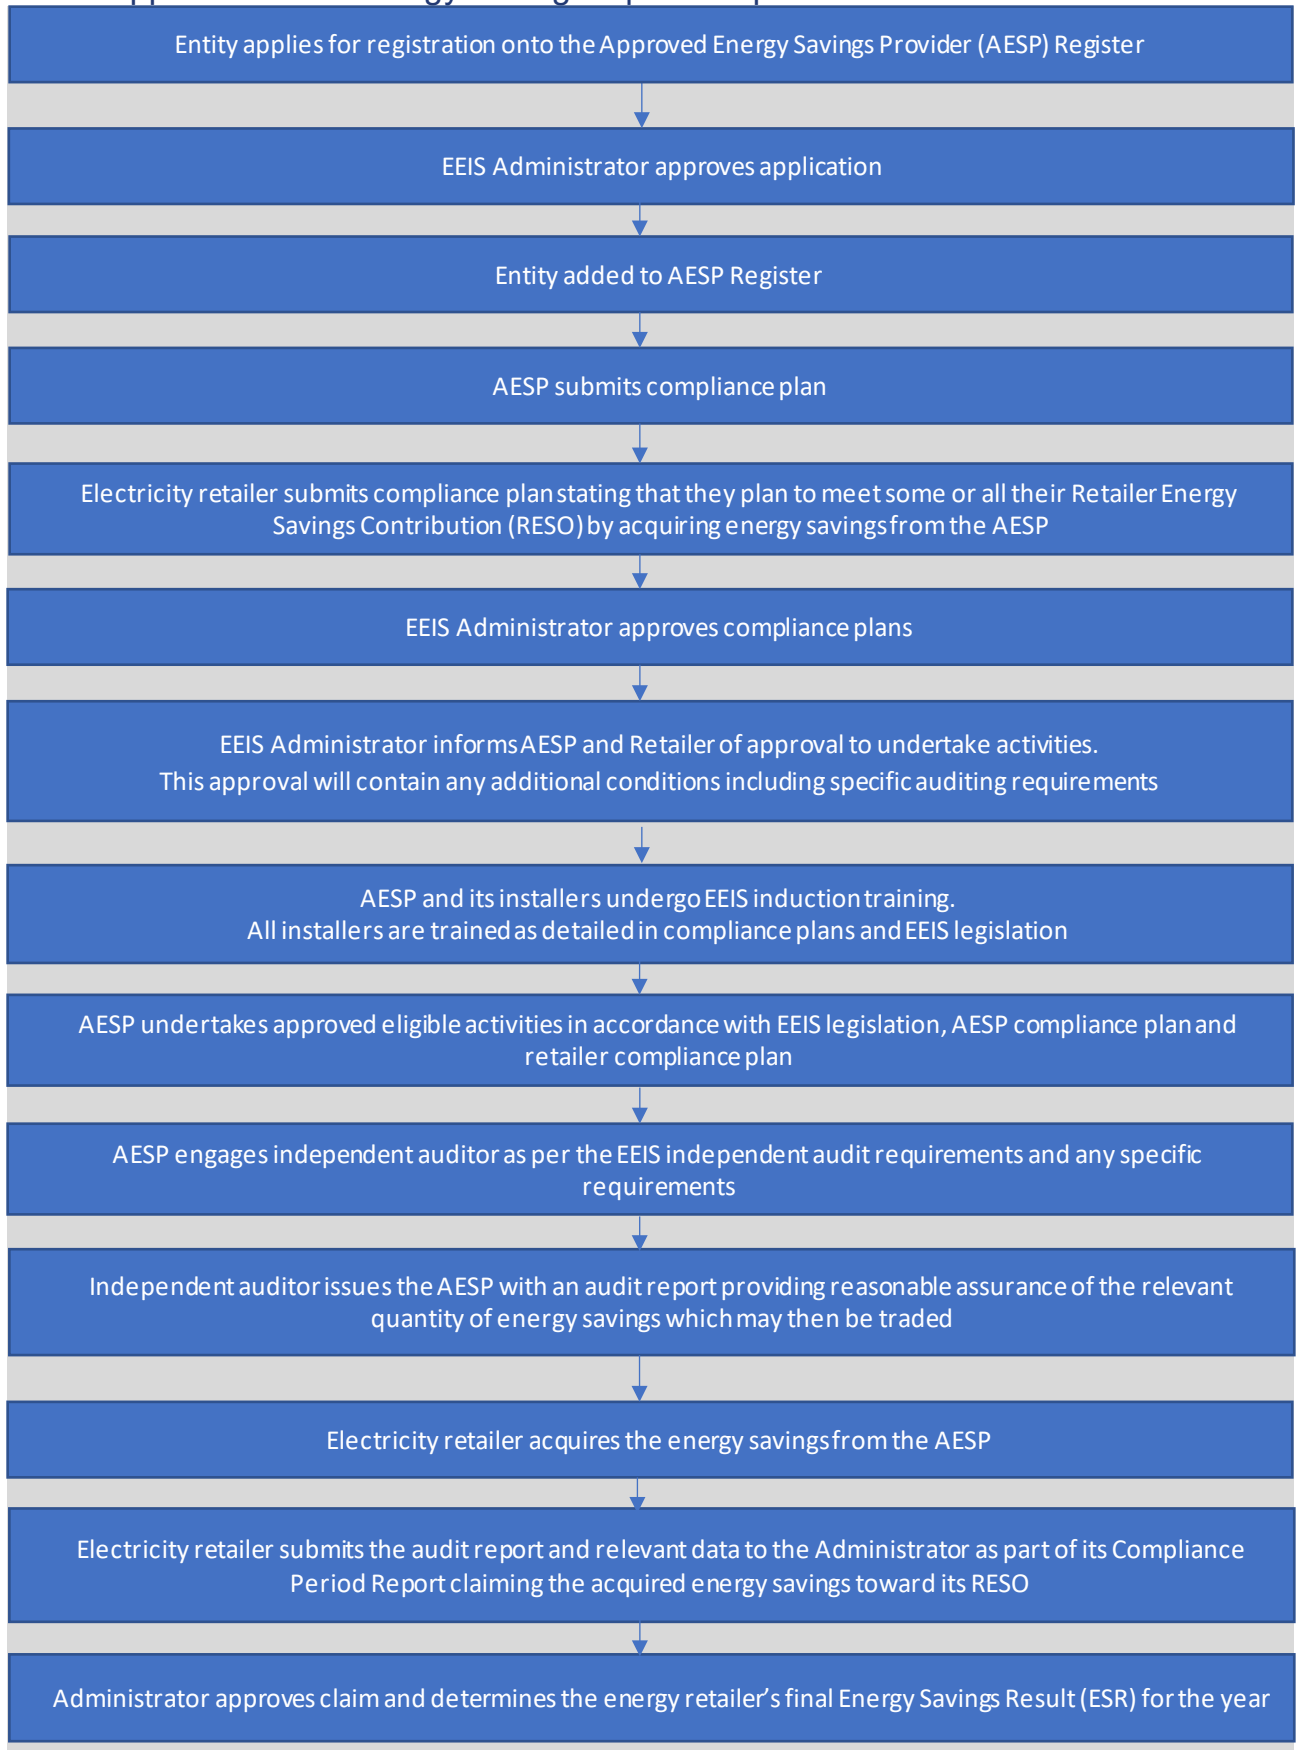 Entity applies for registration onto the Approved Energy Savings Provider (AESP) Register
EEIS Administrator approves application
Entity added to AESP Register
AESP submits compliance plan
Electricity retailer submits compliance plan stating that they plan to meet some or all their Retailer Energy
Savings Contribution (RESO) by acquiring energy savings from the AESP
EEIS Administrator approves compliance plans
EEIS Administrator informs AESP and Retailer of approval to undertake activities.
This approval will contain any additional conditions including specific auditing requirements
AESP and its installers undergo EEIS induction training.
All installers are trained as detailed in compliance plans and EEIS legislation
AESP undertakes approved eligible activities in accordance with EEIS legislation, AESP compliance plan and
retailer compliance plan
AESP engages independent auditor as per the EEIS independent audit requirements and any specific
requirements
Independent auditor issues the AESP with an audit report providing reasonable assurance of the relevant
quantity of energy savings which may then be traded
Electricity retailer acquires the energy savings from the AESP
Electricity retailer submits the audit report and relevant data to the Administrator as part of its Compliance
Period Report claiming the acquired energy savings toward its RESO
Administrator approves claim and determines the energy retailer's final Energy Savings Result (ESR) for the year